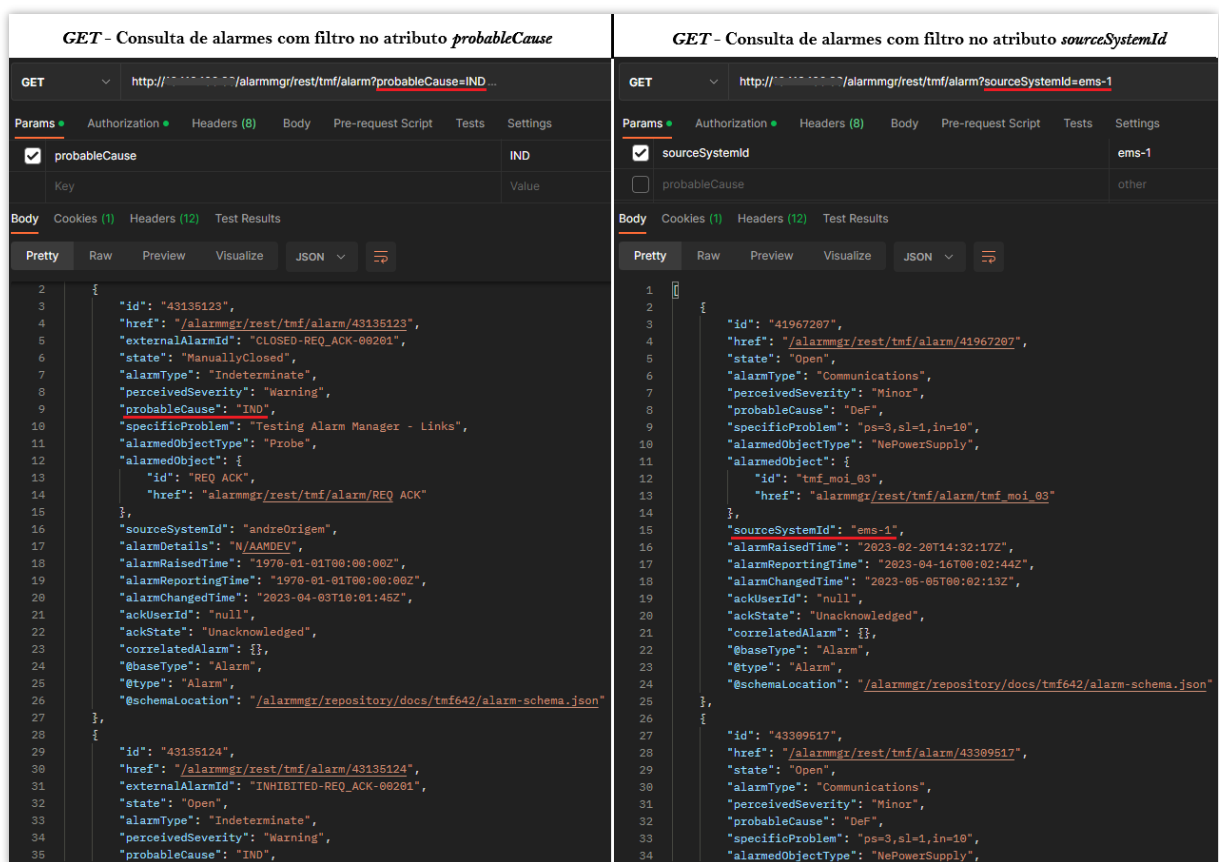 GET - Consulta de alarmes com filtro no atributo probableCause
GET
http://
/alarmmgr/rest/tmf/alarm?probableCause=IND...
Params
Authorization
Headers (8)
Body
Pre-request Script
Tests
Settings
probableCause
IND
Key
Value
Body
Cookies (1)
Headers (12)
Test Results
Pretty
Raw
Preview
Visualize
JSON
2 {
3 "id": "43135123",
4 "href": "/alarmmgr/rest/tmf/alarm/43135123",
5 "externalAlarmId": "CLOSED-REQ_ACK-00201",
6 "state": "ManuallyClosed",
7 "alarmType": "Indeterminate",
8 "perceivedSeverity": "Warning",
9 "probableCause": "IND",
10 "specificProblem": "Testing Alarm Manager - Links",
11 "alarmedObjectType": "Probe",
12 "alarmedObject": {
13 "id": "REQ ACK",
14 "href": "alarmmgr/rest/tmf/alarm/REQ ACK"
15 },
16 "sourceSystemId": "andreOrigem",
17 "alarmDetails": "N/AAMDEV",
18 "alarmRaisedTime": "1970-01-01T00:00:00Z",
19 "alarmReportingTime": "1970-01-01T00:00:00Z",
20 "alarmChangedTime": "2023-04-03T10:01:45Z",
21 "ackUserId": "null",
22 "ackState": "Unacknowledged",
23 "correlatedAlarm": {},
24 "@baseType": "Alarm",
25 "@type": "Alarm",
26 "@schemaLocation": "/alarmmgr/repository/docs/tmf642/alarm-schema.json"
27 },
28 {
29 "id": "43135124",
30 "href": "/alarmmgr/rest/tmf/alarm/43135124",
31 "externalAlarmId": "INHIBITED-REQ_ACK-00201",
32 "state": "Open",
33 "alarmType": "Indeterminate",
34 "perceivedSeverity": "Warning",
35 "probableCause": "IND",
GET - Consulta de alarmes com filtro no atributo sourceSystemId
GET
http://
/alarmmgr/rest/tmf/alarm?sourceSystemId=ems-1
Params
Authorization
Headers (8)
Body
Pre-request Script
Tests
Settings
sourceSystemId
ems-1
probableCause
other
Body
Cookies (1)
Headers (12)
Test Results
Pretty
Raw
Preview
Visualize
JSON
1 [
2 {
3 "id": "41967207",
4 "href": "/alarmmgr/rest/tmf/alarm/41967207",
5 "state": "Open",
6 "alarmType": "Communications",
7 "perceivedSeverity": "Minor",
8 "probableCause": "DeF",
9 "specificProblem": "ps=3,sl=1,in=10",
10 "alarmedObjectType": "NePowerSupply",
11 "alarmedObject": {
12 "id": "tmf_moi_03",
13 "href": "alarmmgr/rest/tmf/alarm/tmf_moi_03"
14 },
15 "sourceSystemId": "ems-1",
16 "alarmRaisedTime": "2023-02-20T14:32:17Z",
17 "alarmReportingTime": "2023-04-16T00:02:44Z",
18 "alarmChangedTime": "2023-05-05T00:02:13Z",
19 "ackUserId": "null",
20 "ackState": "Unacknowledged",
21 "correlatedAlarm": {},
22 "@baseType": "Alarm",
23 "@type": "Alarm",
24 "@schemaLocation": "/alarmmgr/repository/docs/tmf642/alarm-schema.json"
25 },
26 {
27 "id": "43309517",
28 "href": "/alarmmgr/rest/tmf/alarm/43309517",
29 "state": "Open",
30 "alarmType": "Communications",
31 "perceivedSeverity": "Minor",
32 "probableCause": "DeF",
33 "specificProblem": "ps=3,sl=1,in=10",
34 "alarmedObjectType": "NePowerSupply",